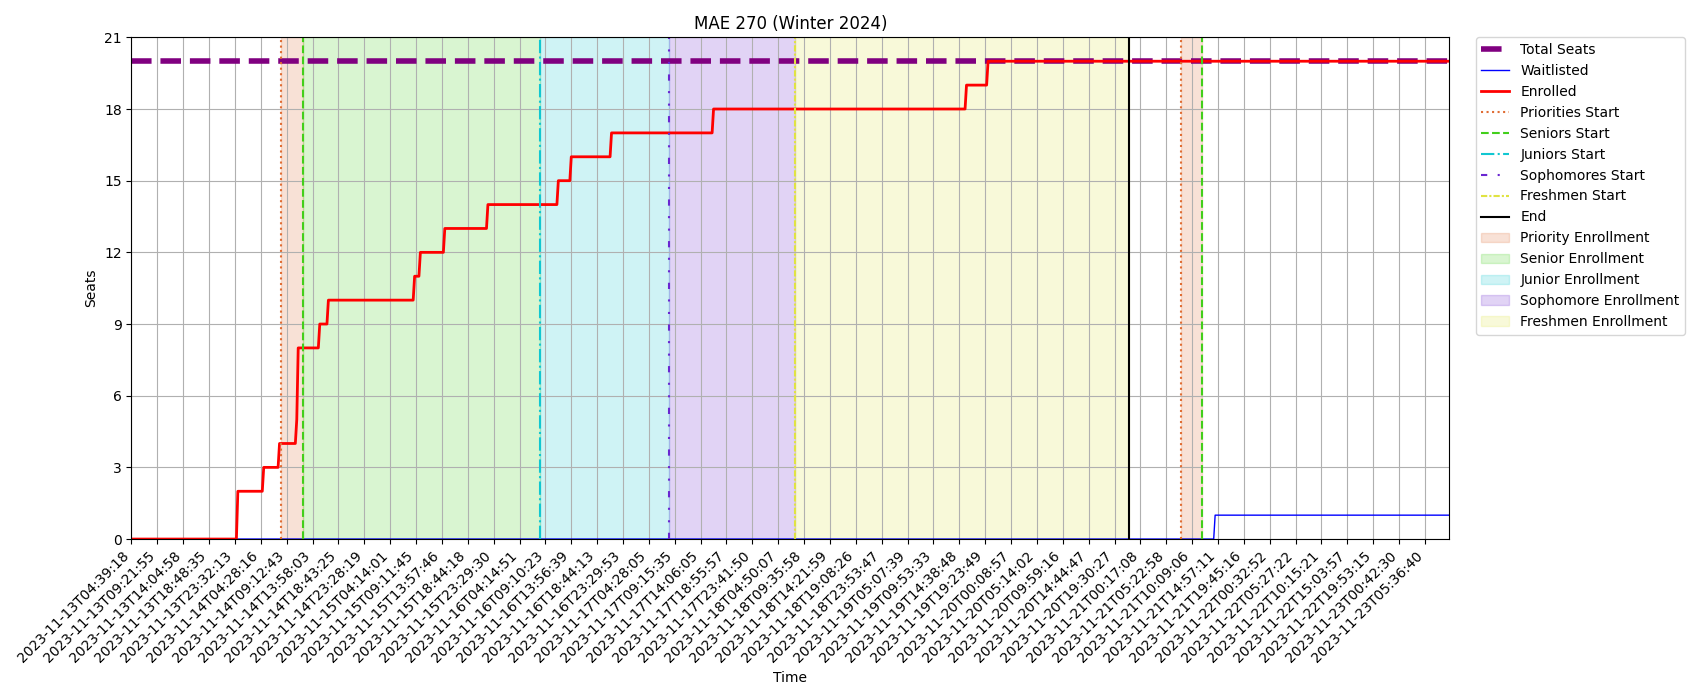 MAE 270 (Winter 2024)
21
18
15
12
9
6
3
0
Seats
2023-11-13T04:39:18
2023-11-13T09:21:55
2023-11-13T14:04:58
2023-11-13T18:48:35
2023-11-13T23:32:13
2023-11-14T04:28:16
2023-11-14T09:12:43
2023-11-14T13:58:03
2023-11-14T18:43:25
2023-11-14T23:28:19
2023-11-15T04:14:01
2023-11-15T09:11:45
2023-11-15T13:57:46
2023-11-15T18:44:18
2023-11-15T23:29:30
2023-11-16T04:14:51
2023-11-16T09:10:23
2023-11-16T13:56:39
2023-11-16T18:44:13
2023-11-16T23:29:53
2023-11-17T04:28:05
2023-11-17T09:15:35
2023-11-17T14:06:05
2023-11-17T18:55:57
2023-11-17T23:41:50
2023-11-18T04:50:07
2023-11-18T09:35:58
2023-11-18T14:21:59
2023-11-18T19:08:26
2023-11-18T23:53:47
2023-11-19T05:07:39
2023-11-19T09:53:33
2023-11-19T14:38:48
2023-11-19T19:23:49
2023-11-20T00:08:57
2023-11-20T05:14:02
2023-11-20T09:59:16
2023-11-20T14:44:47
2023-11-20T19:30:27
2023-11-21T00:17:08
2023-11-21T05:22:58
2023-11-21T10:09:06
2023-11-21T14:57:11
2023-11-21T19:45:16
2023-11-22T00:32:52
2023-11-22T05:27:22
2023-11-22T10:15:21
2023-11-22T15:03:57
2023-11-22T19:53:15
2023-11-23T00:42:30
2023-11-23T05:36:40
Time
Total Seats
Waitlisted
Enrolled
Priorities Start
Seniors Start
Juniors Start
Sophomores Start
Freshmen Start
End
Priority Enrollment
Senior Enrollment
Junior Enrollment
Sophomore Enrollment
Freshmen Enrollment